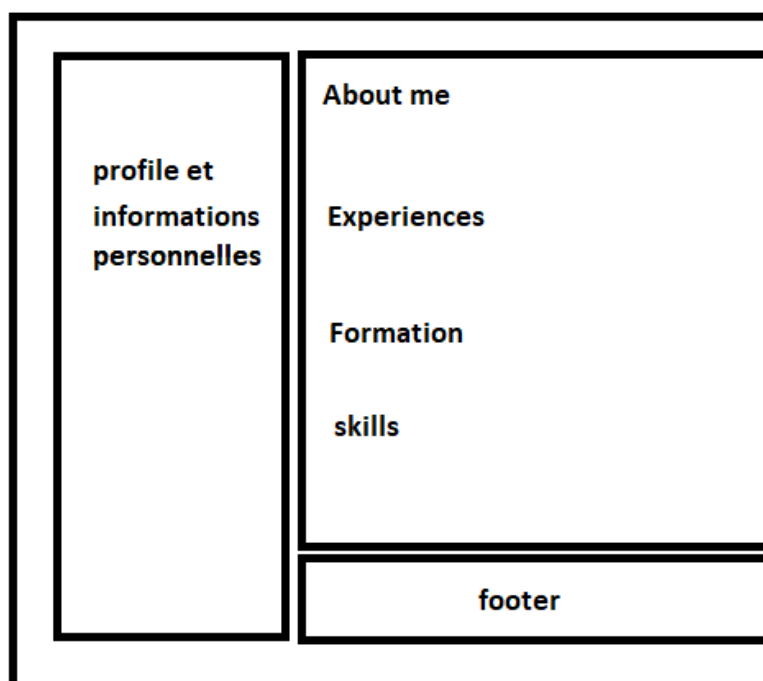 profile et
informations
personnelles
About me
Experiences
Formation
skills
footer